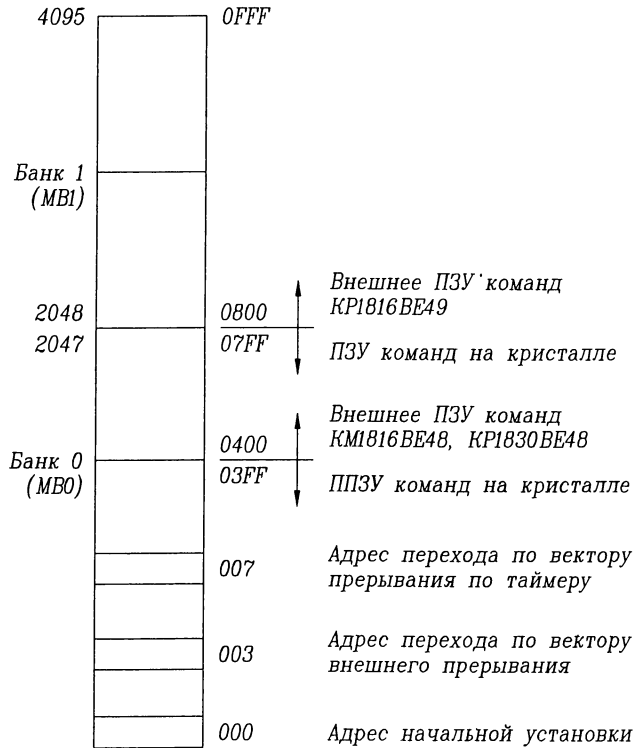 4095 0FFF
Банк 1
(МВ1)
Внешнее ПЗУ команд
КР1816ВЕ49
2048 0800
2047 07FF
ПЗУ команд на кристалле
Внешнее ПЗУ команд
КМ1816ВЕ48, КР1830ВЕ48
0400
Банк 0
(МВ0)
03FF
ППЗУ команд на кристалле
007
Адрес перехода по вектору
прерывания по таймеру
003
Адрес перехода по вектору
внешнего прерывания
000
Адрес начальной установки